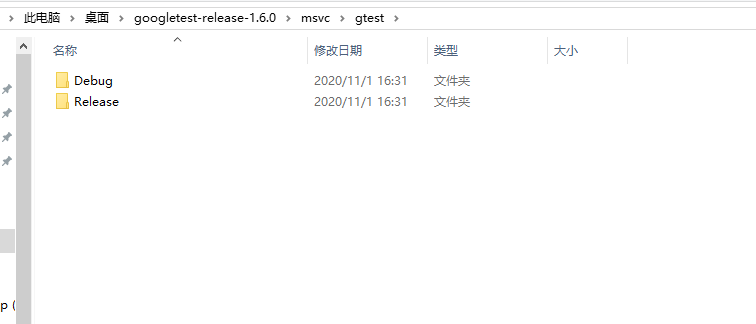 此电脑 > 桌面 > googletest-release-1.6.0 > msvc > gtest >
名称 修改日期 类型 大小
Debug 2020/11/1 16:31 文件夹
Release 2020/11/1 16:31 文件夹
p (